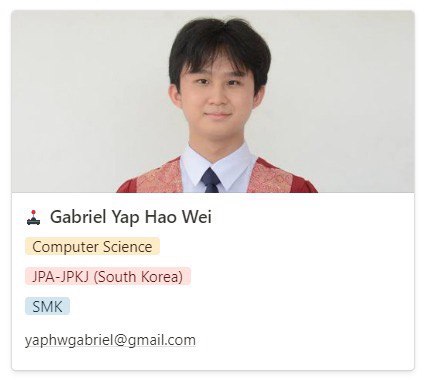 Gabriel Yap Hao Wei
Computer Science
JPA-JPKJ (South Korea)
SMK
yaphwgabriel@gmail.com